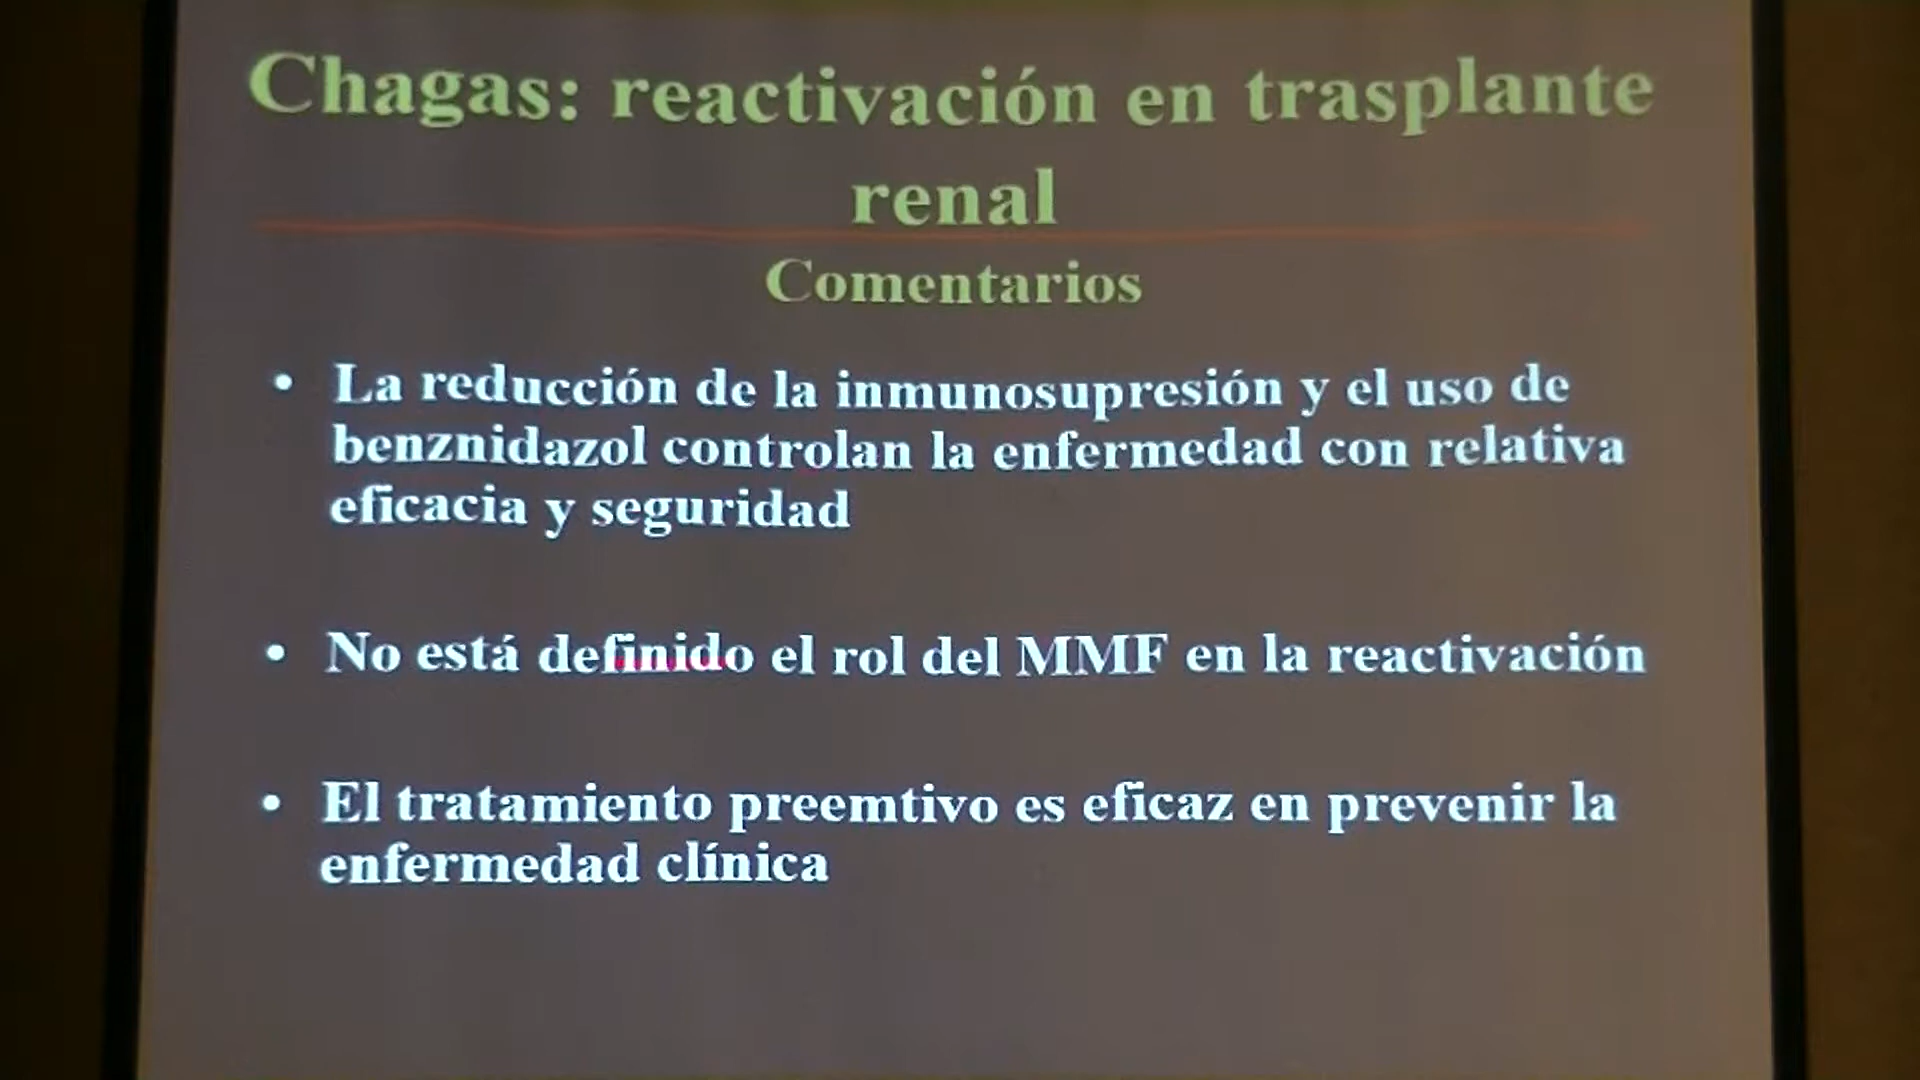 Chagas: reactivación en trasplante
renal
Comentarios
• La reducción de la inmunosupresión y el uso de
benznidazol controlan la enfermedad con relativa
eficacia y seguridad
• No está definido el rol del MMF en la reactivación
• El tratamiento preemtivo es eficaz en prevenir la
enfermedad clínica